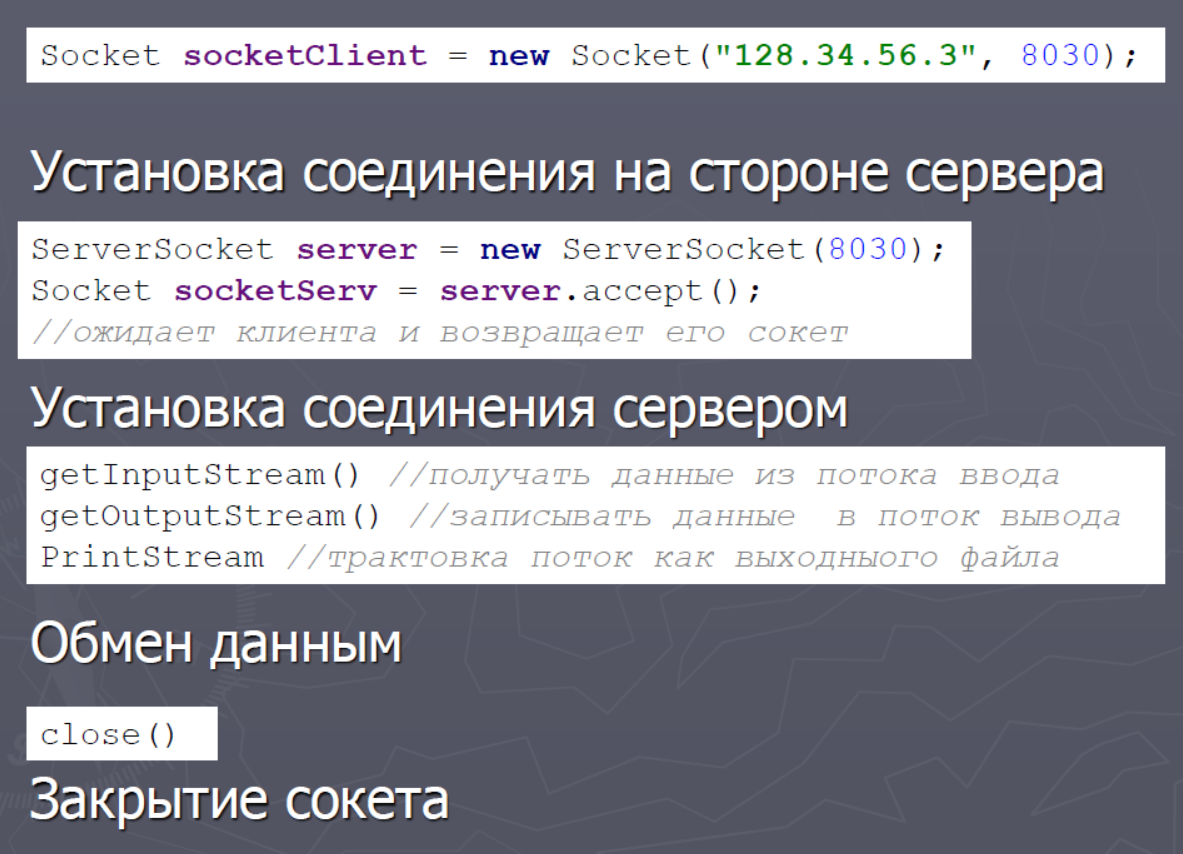 Socket socketClient = new Socket("128.34.56.3", 8030);
Установка соединения на стороне сервера
ServerSocket server = new ServerSocket(8030);
Socket socketServ = server.accept();
//ожидает клиента и возвращает его сокет
Установка соединения сервером
getInputStream() //получать данные из потока ввода
getOutputStream() //записывать данные  в поток вывода
PrintStream //трактовка поток как выходныого файла
Обмен данным
close()
Закрытие сокета